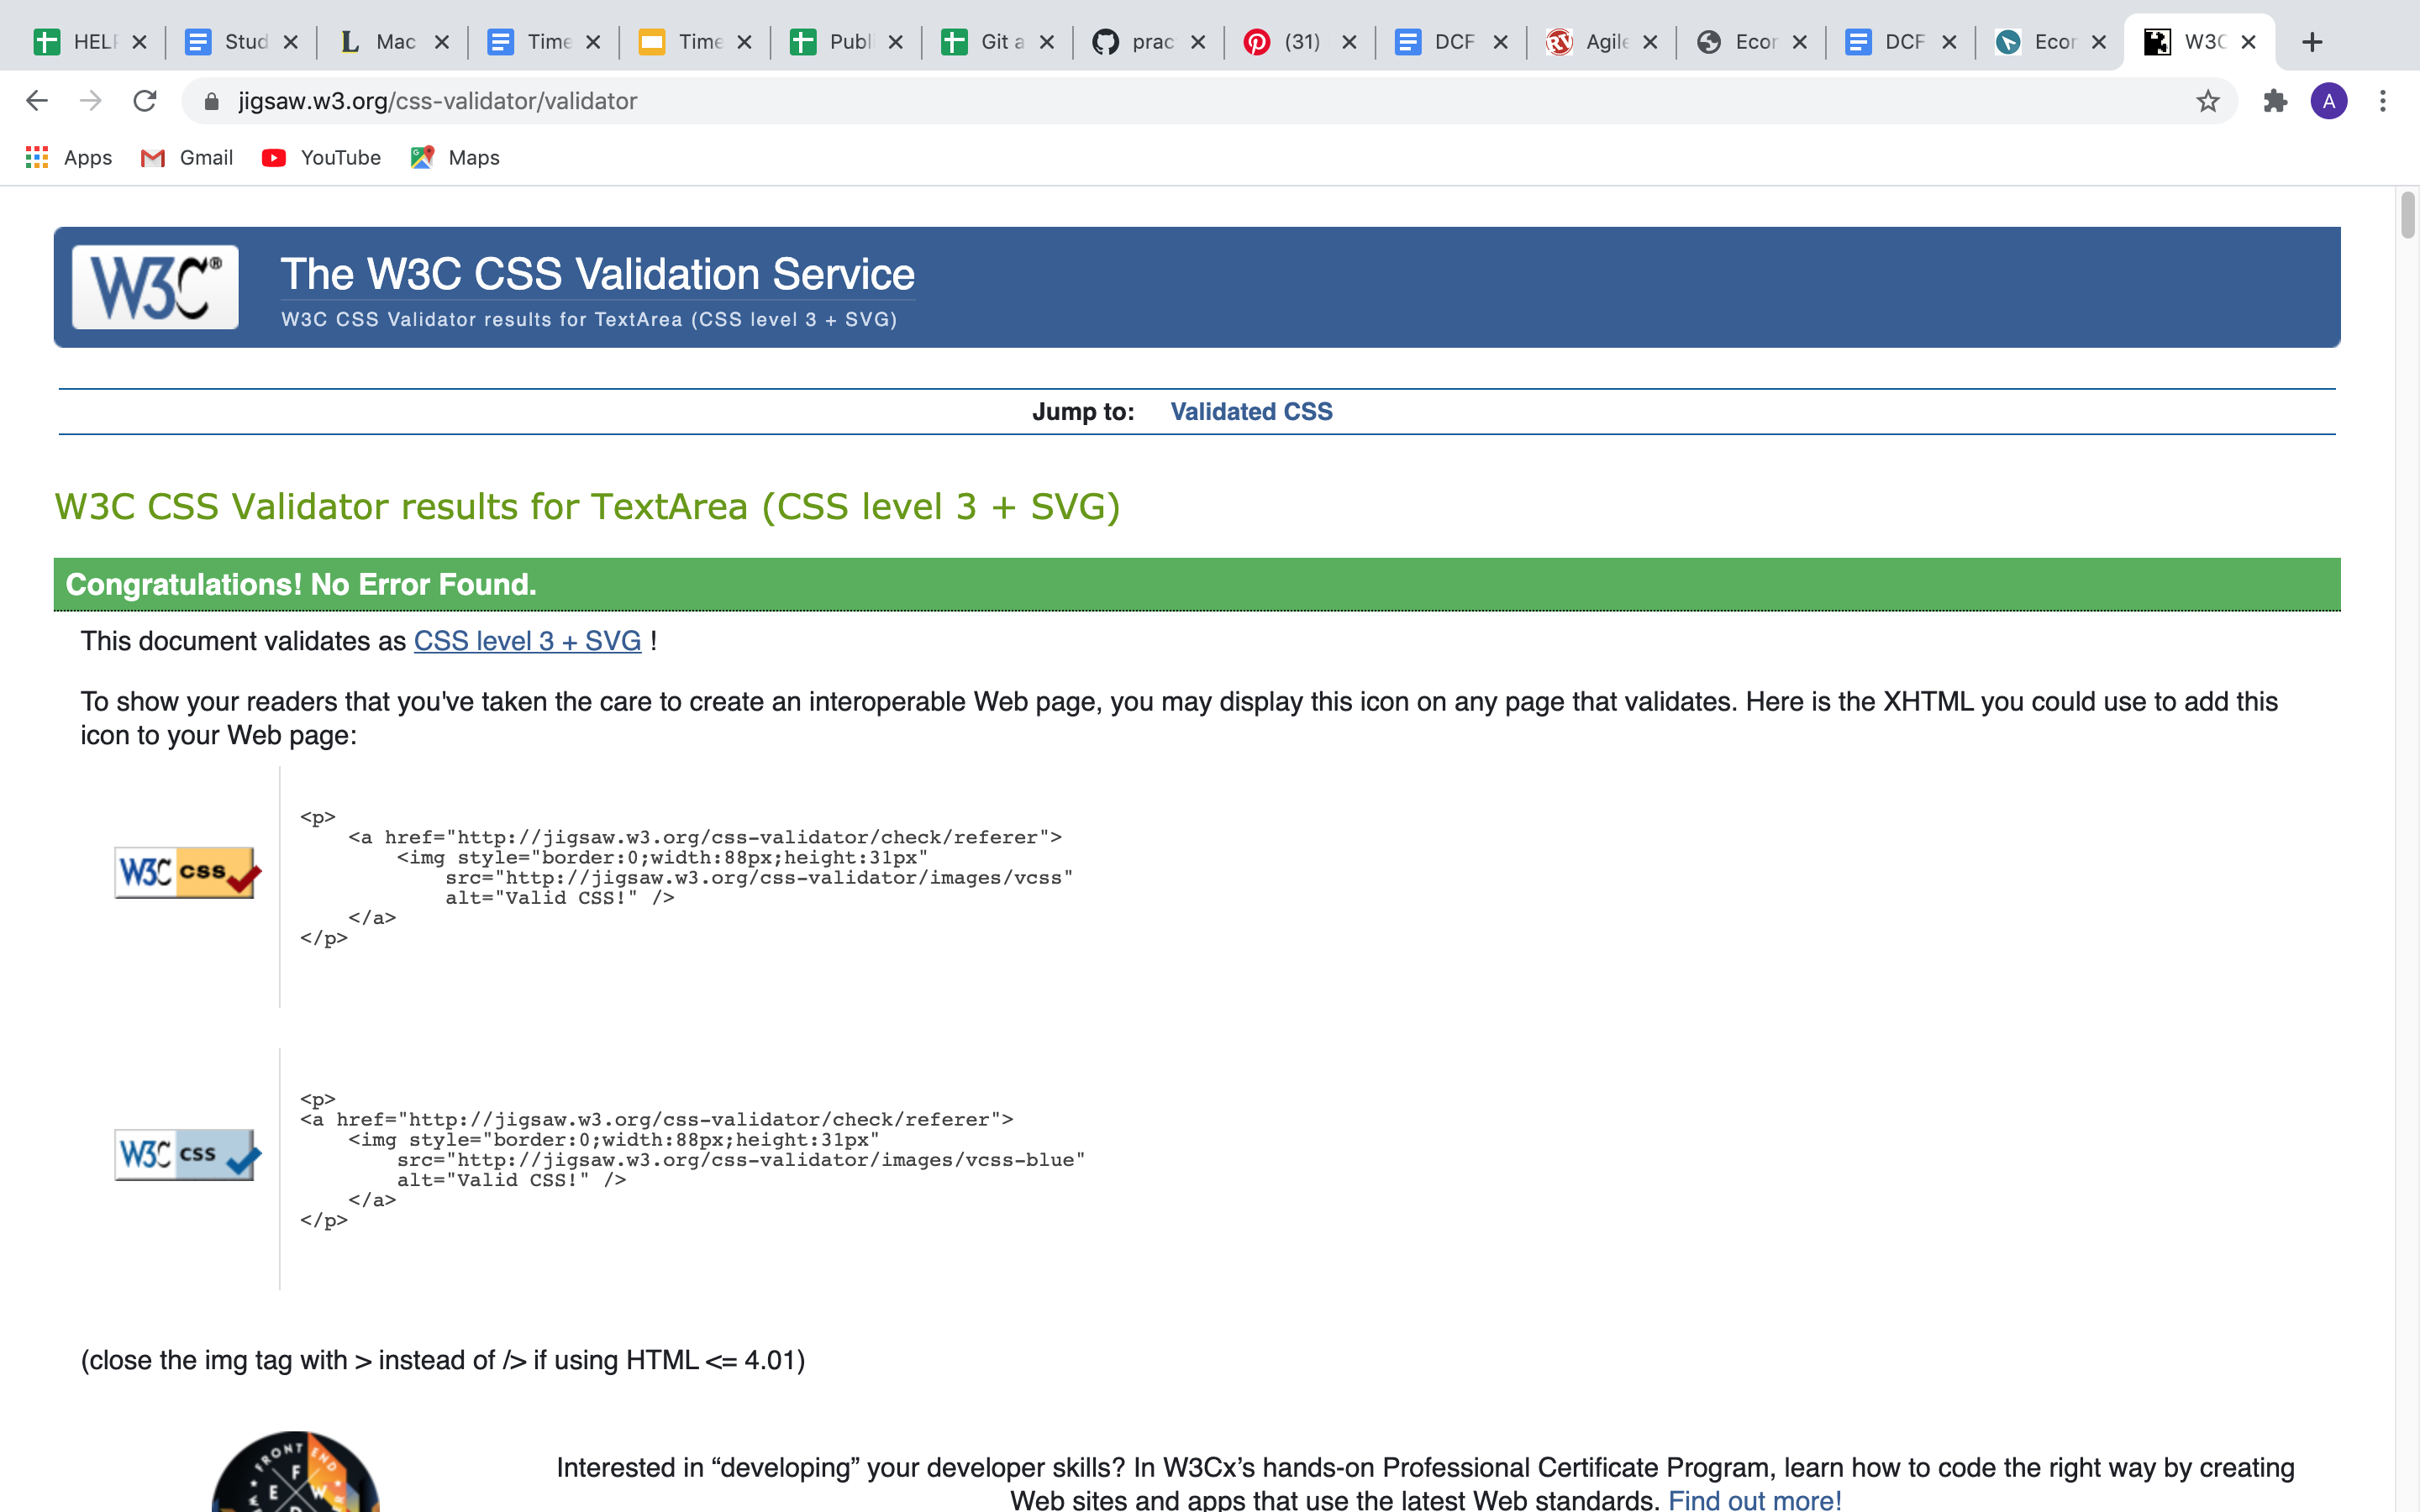 HELP Stud Mac Time Time Publ Git a prac (31) DCF Agile Econ DCF Econ W3C
jigsaw.w3.org/css-validator/validator
A
Apps Gmail YouTube Maps
W3C®
The W3C CSS Validation Service
W3C CSS Validator results for TextArea (CSS level 3 + SVG)
Jump to: Validated CSS
W3C CSS Validator results for TextArea (CSS level 3 + SVG)
Congratulations! No Error Found.
This document validates as CSS level 3 + SVG !
To show your readers that you've taken the care to create an interoperable Web page, you may display this icon on any page that validates. Here is the XHTML you could use to add this
icon to your Web page:
W3C css
<p>
<a href="http://jigsaw.w3.org/css-validator/check/referer">
<img style="border:0;width:88px;height:31px"
src="http://jigsaw.w3.org/css-validator/images/vcss"
alt="Valid CSS!" />
</a>
</p>
W3C css
<p>
<a href="http://jigsaw.w3.org/css-validator/check/referer">
<img style="border:0;width:88px;height:31px"
src="http://jigsaw.w3.org/css-validator/images/vcss-blue"
alt="Valid CSS!" />
</a>
</p>
(close the img tag with > instead of /> if using HTML <= 4.01)
FRONT END
F E W D
Interested in “developing” your developer skills? In W3Cx’s hands-on Professional Certificate Program, learn how to code the right way by creating
Web sites and apps that use the latest Web standards. Find out more!